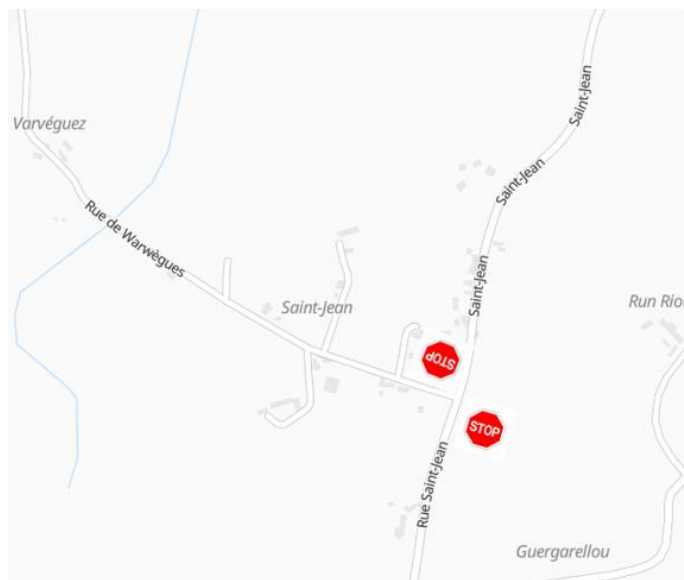 Saint-Jean
Varvéguez
Saint-Jean
Rue de Warwègues
Saint-Jean
Saint-Jean
Run Riou
STOP
STOP
Rue Saint-Jean
Guergarellou